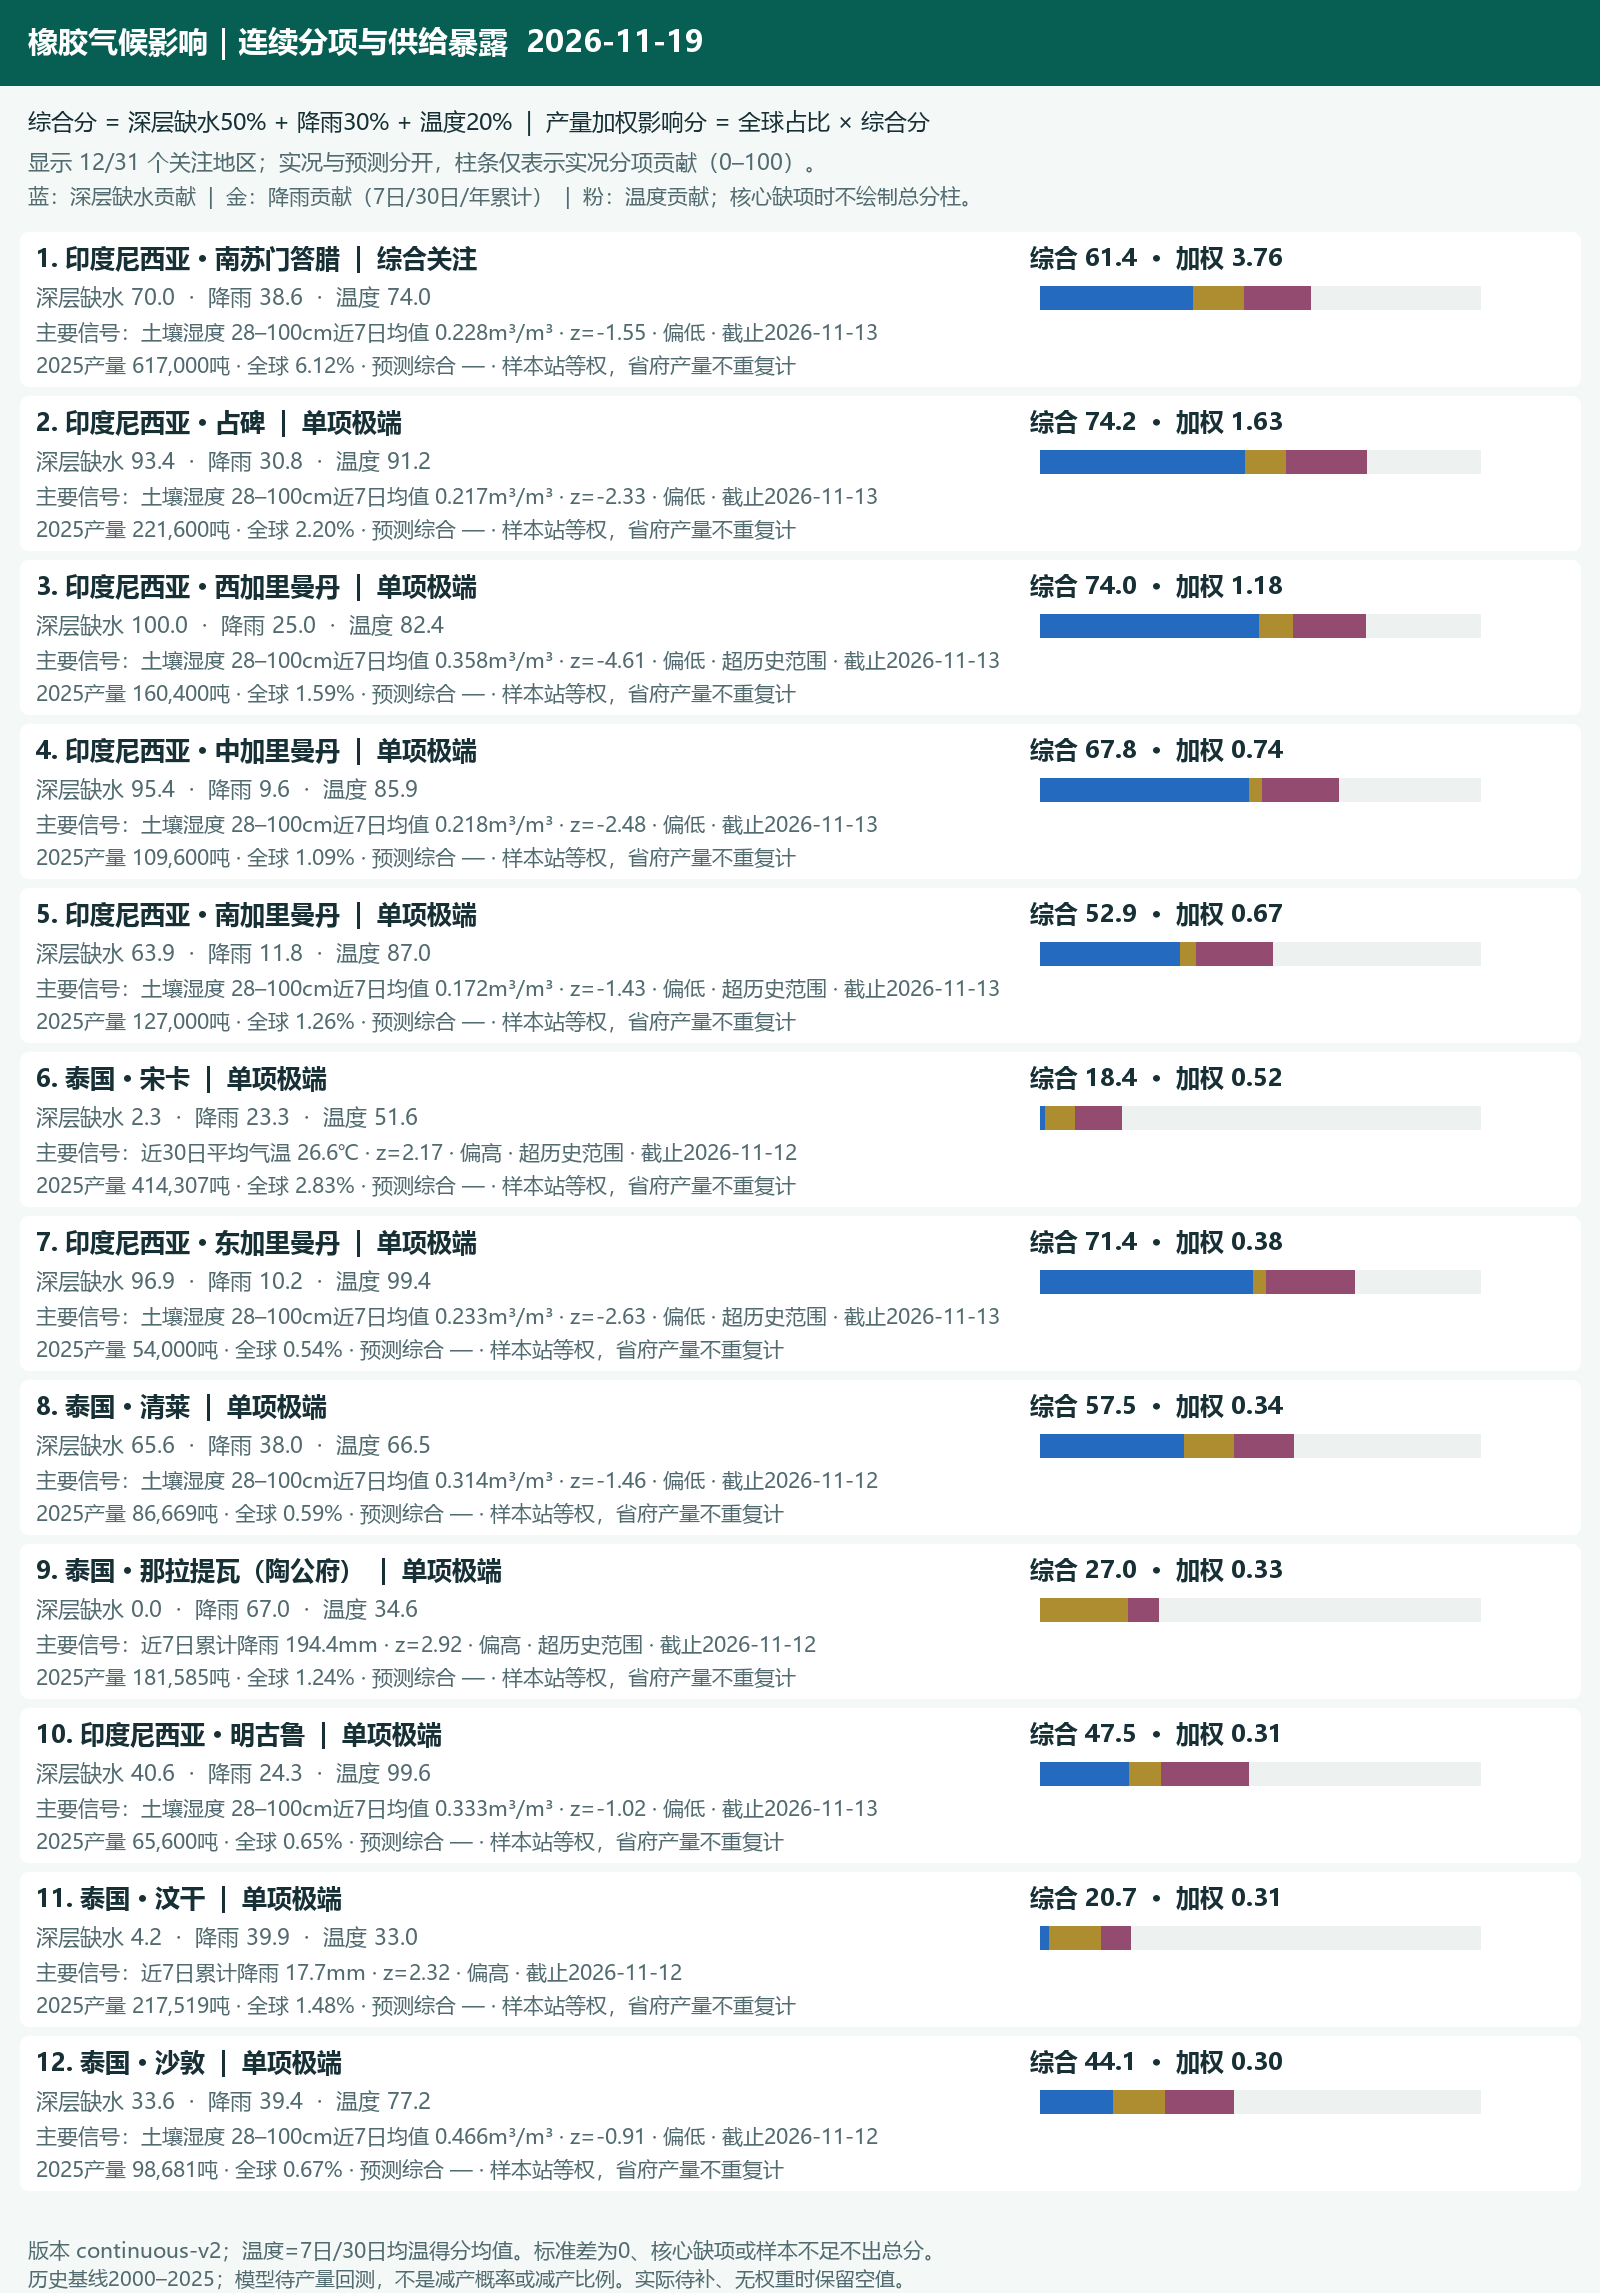 橡胶气候影响｜连续分项与供给暴露 2026-11-19
综合分 = 深层缺水50% + 降雨30% + 温度20% ｜ 产量加权影响分 = 全球占比 × 综合分
显示 12/31 个关注地区；实况与预测分开，柱条仅表示实况分项贡献（0–100）。
蓝：深层缺水贡献 ｜ 金：降雨贡献（7日/30日/年累计） ｜ 粉：温度贡献；核心缺项时不绘制总分柱。
1. 印度尼西亚 • 南苏门答腊 ｜ 综合关注
综合 61.4 • 加权 3.76
深层缺水 70.0 · 降雨 38.6 · 温度 74.0
主要信号：土壤湿度 28–100cm近7日均值 0.228m³/m³ · z=-1.55 · 偏低 · 截止2026-11-13
2025产量 617,000吨 · 全球 6.12% · 预测综合 — · 样本站等权，省府产量不重复计
2. 印度尼西亚 • 占碑 ｜ 单项极端
综合 74.2 • 加权 1.63
深层缺水 93.4 · 降雨 30.8 · 温度 91.2
主要信号：土壤湿度 28–100cm近7日均值 0.217m³/m³ · z=-2.33 · 偏低 · 截止2026-11-13
2025产量 221,600吨 · 全球 2.20% · 预测综合 — · 样本站等权，省府产量不重复计
3. 印度尼西亚 • 西加里曼丹 ｜ 单项极端
综合 74.0 • 加权 1.18
深层缺水 100.0 · 降雨 25.0 · 温度 82.4
主要信号：土壤湿度 28–100cm近7日均值 0.358m³/m³ · z=-4.61 · 偏低 · 超历史范围 · 截止2026-11-13
2025产量 160,400吨 · 全球 1.59% · 预测综合 — · 样本站等权，省府产量不重复计
4. 印度尼西亚 • 中加里曼丹 ｜ 单项极端
综合 67.8 • 加权 0.74
深层缺水 95.4 · 降雨 9.6 · 温度 85.9
主要信号：土壤湿度 28–100cm近7日均值 0.218m³/m³ · z=-2.48 · 偏低 · 截止2026-11-13
2025产量 109,600吨 · 全球 1.09% · 预测综合 — · 样本站等权，省府产量不重复计
5. 印度尼西亚 • 南加里曼丹 ｜ 单项极端
综合 52.9 • 加权 0.67
深层缺水 63.9 · 降雨 11.8 · 温度 87.0
主要信号：土壤湿度 28–100cm近7日均值 0.172m³/m³ · z=-1.43 · 偏低 · 超历史范围 · 截止2026-11-13
2025产量 127,000吨 · 全球 1.26% · 预测综合 — · 样本站等权，省府产量不重复计
6. 泰国 • 宋卡 ｜ 单项极端
综合 18.4 • 加权 0.52
深层缺水 2.3 · 降雨 23.3 · 温度 51.6
主要信号：近30日平均气温 26.6℃ · z=2.17 · 偏高 · 超历史范围 · 截止2026-11-12
2025产量 414,307吨 · 全球 2.83% · 预测综合 — · 样本站等权，省府产量不重复计
7. 印度尼西亚 • 东加里曼丹 ｜ 单项极端
综合 71.4 • 加权 0.38
深层缺水 96.9 · 降雨 10.2 · 温度 99.4
主要信号：土壤湿度 28–100cm近7日均值 0.233m³/m³ · z=-2.63 · 偏低 · 超历史范围 · 截止2026-11-13
2025产量 54,000吨 · 全球 0.54% · 预测综合 — · 样本站等权，省府产量不重复计
8. 泰国 • 清莱 ｜ 单项极端
综合 57.5 • 加权 0.34
深层缺水 65.6 · 降雨 38.0 · 温度 66.5
主要信号：土壤湿度 28–100cm近7日均值 0.314m³/m³ · z=-1.46 · 偏低 · 截止2026-11-12
2025产量 86,669吨 · 全球 0.59% · 预测综合 — · 样本站等权，省府产量不重复计
9. 泰国 • 那拉提瓦（陶公府） ｜ 单项极端
综合 27.0 • 加权 0.33
深层缺水 0.0 · 降雨 67.0 · 温度 34.6
主要信号：近7日累计降雨 194.4mm · z=2.92 · 偏高 · 超历史范围 · 截止2026-11-12
2025产量 181,585吨 · 全球 1.24% · 预测综合 — · 样本站等权，省府产量不重复计
10. 印度尼西亚 • 明古鲁 ｜ 单项极端
综合 47.5 • 加权 0.31
深层缺水 40.6 · 降雨 24.3 · 温度 99.6
主要信号：土壤湿度 28–100cm近7日均值 0.333m³/m³ · z=-1.02 · 偏低 · 截止2026-11-13
2025产量 65,600吨 · 全球 0.65% · 预测综合 — · 样本站等权，省府产量不重复计
11. 泰国 • 汶干 ｜ 单项极端
综合 20.7 • 加权 0.31
深层缺水 4.2 · 降雨 39.9 · 温度 33.0
主要信号：近7日累计降雨 17.7mm · z=2.32 · 偏高 · 截止2026-11-12
2025产量 217,519吨 · 全球 1.48% · 预测综合 — · 样本站等权，省府产量不重复计
12. 泰国 • 沙敦 ｜ 单项极端
综合 44.1 • 加权 0.30
深层缺水 33.6 · 降雨 39.4 · 温度 77.2
主要信号：土壤湿度 28–100cm近7日均值 0.466m³/m³ · z=-0.91 · 偏低 · 截止2026-11-12
2025产量 98,681吨 · 全球 0.67% · 预测综合 — · 样本站等权，省府产量不重复计
版本 continuous-v2；温度=7日/30日均温得分均值。标准差为0、核心缺项或样本不足不出总分。
历史基线2000–2025；模型待产量回测，不是减产概率或减产比例。实际待补、无权重时保留空值。